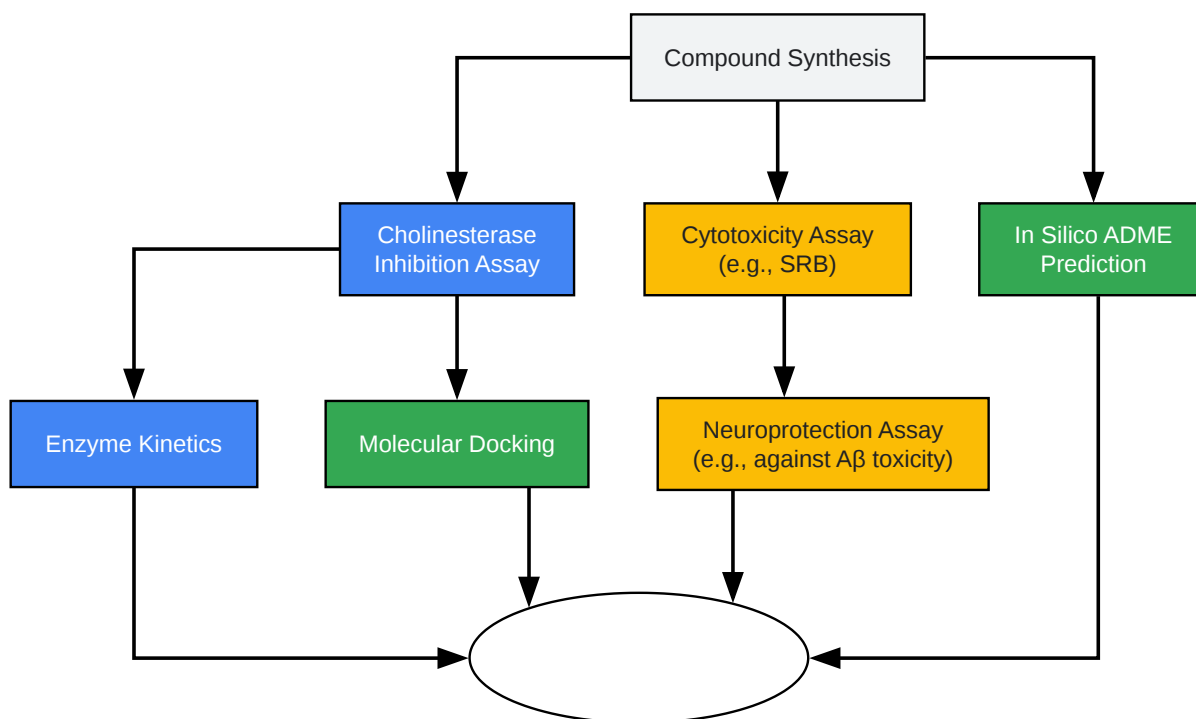 Compound Synthesis
Cholinesterase
Inhibition Assay
Cytotoxicity Assay
(e.g., SRB)
In Silico ADME
Prediction
Enzyme Kinetics
Molecular Docking
Neuroprotection Assay
(e.g., against Aβ toxicity)